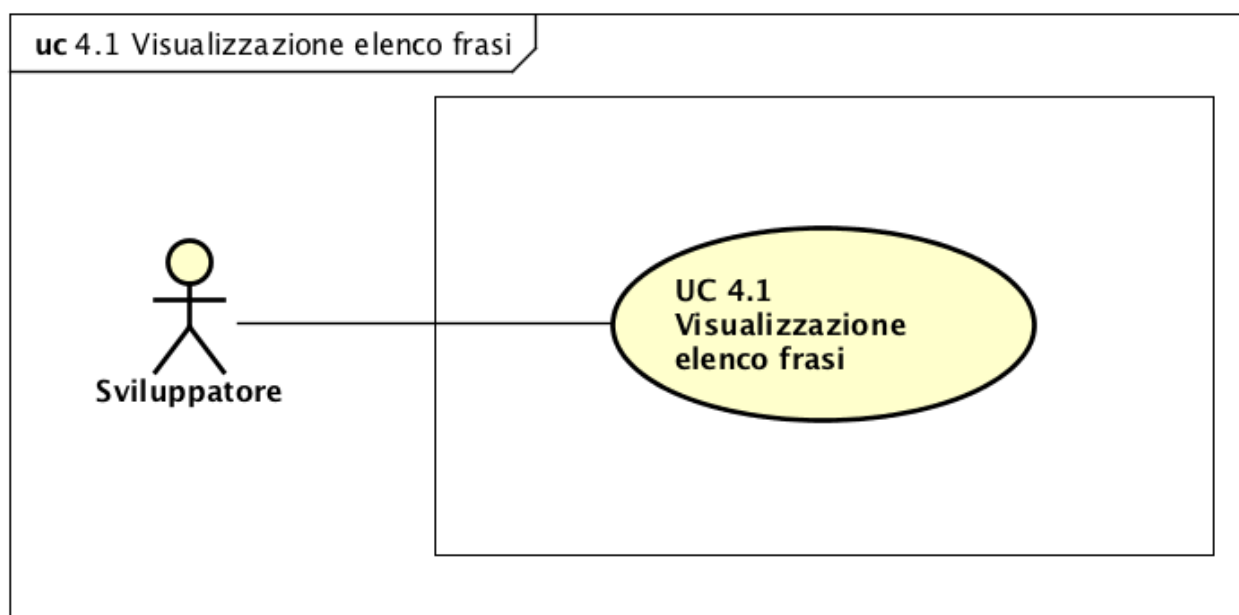 uc 4.1 Visualizzazione elenco frasi
UC 4.1
Visualizzazione
elenco frasi
Sviluppatore